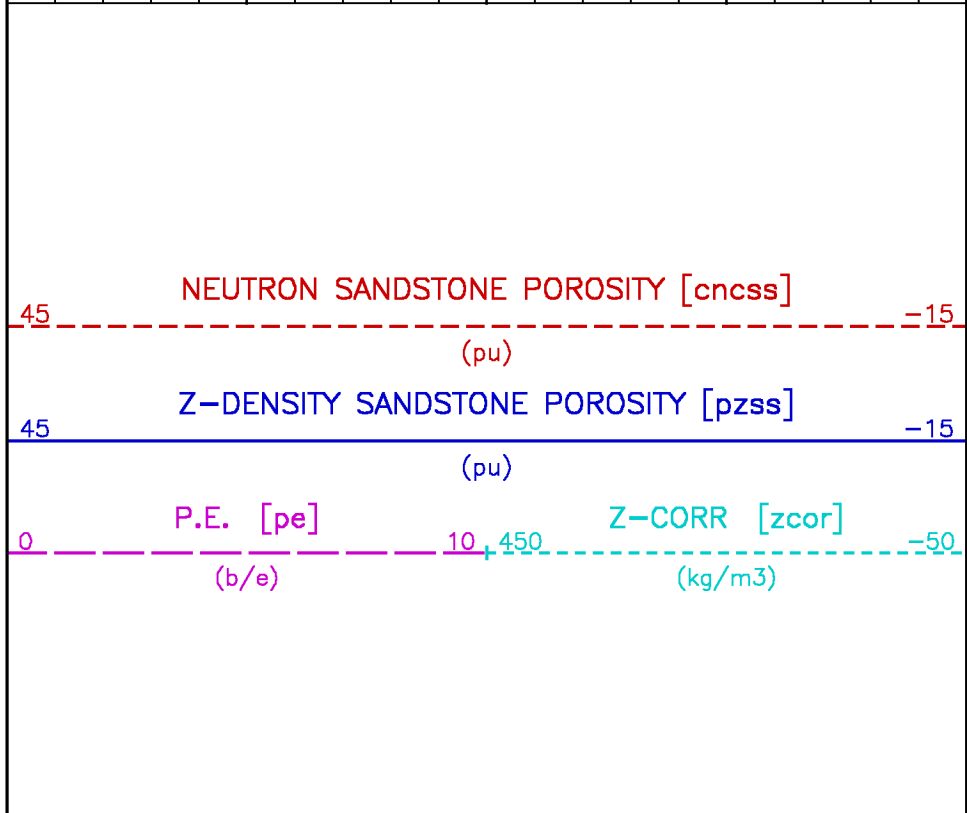 NEUTRON SANDSTONE POROSITY [cncss]
45 -15
(pu)
Z-DENSITY SANDSTONE POROSITY [pzss]
45 -15
(pu)
P.E. [pe] Z-CORR [zcor]
0 10 450 -50
(b/e) (kg/m3)